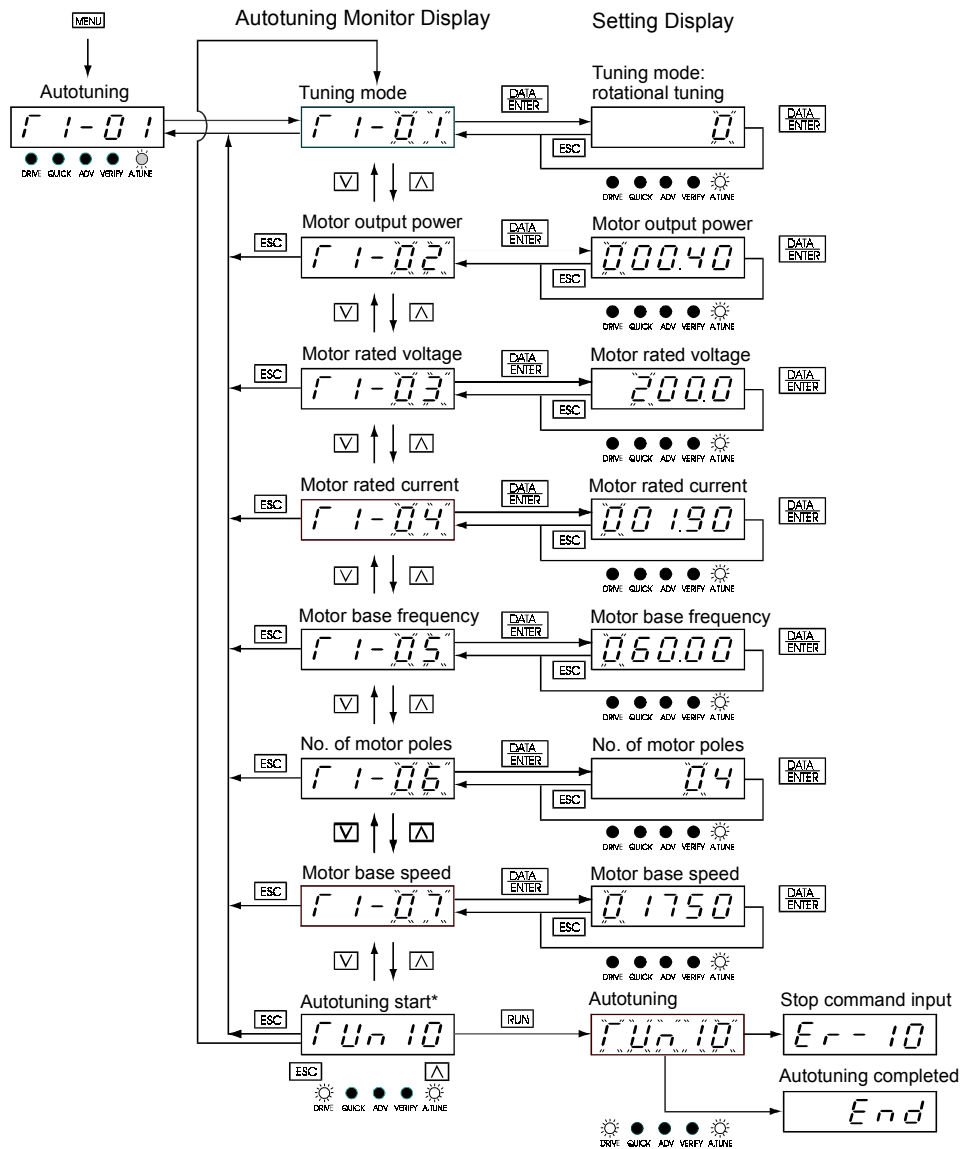 Autotuning Monitor Display
Setting Display
MENU
Autotuning
T1-01
DRIVE QUICK ADV VERIFY A.TUNE
Tuning mode
T1-01
DATA
ENTER
ESC
Tuning mode:
rotational tuning
0
DATA
ENTER
DRIVE QUICK ADV VERIFY A.TUNE
Motor output power
ESC
T1-02
DATA
ENTER
ESC
Motor output power
000.40
DATA
ENTER
DRIVE QUICK ADV VERIFY A.TUNE
Motor rated voltage
ESC
T1-03
DATA
ENTER
ESC
Motor rated voltage
200.0
DATA
ENTER
DRIVE QUICK ADV VERIFY A.TUNE
Motor rated current
ESC
T1-04
DATA
ENTER
ESC
Motor rated current
001.90
DATA
ENTER
DRIVE QUICK ADV VERIFY A.TUNE
Motor base frequency
ESC
T1-05
DATA
ENTER
ESC
Motor base frequency
060.00
DATA
ENTER
DRIVE QUICK ADV VERIFY A.TUNE
No. of motor poles
ESC
T1-06
DATA
ENTER
ESC
No. of motor poles
04
DATA
ENTER
DRIVE QUICK ADV VERIFY A.TUNE
Motor base speed
ESC
T1-07
DATA
ENTER
ESC
Motor base speed
01750
DATA
ENTER
DRIVE QUICK ADV VERIFY A.TUNE
Autotuning start*
ESC
TUn10
RUN
ESC
DRIVE QUICK ADV VERIFY A.TUNE
Autotuning
TUn10
DRIVE QUICK ADV VERIFY A.TUNE
Stop command input
Er-10
Autotuning completed
End